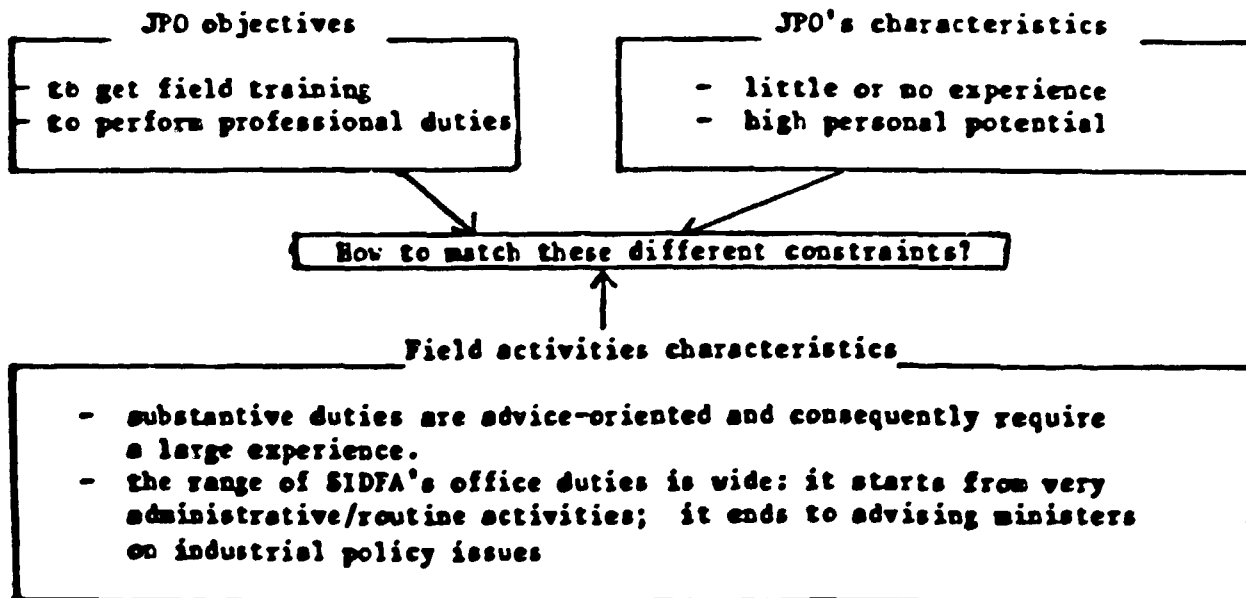 JPO objectives
- to get field training
- to perform professional duties
JPO's characteristics
- little or no experience
- high personal potential
How to match these different constraints?
Field activities characteristics
- substantive duties are advice-oriented and consequently require
a large experience.
- the range of SIDFA's office duties is wide: it starts from very
administrative/routine activities; it ends to advising ministers
on industrial policy issues